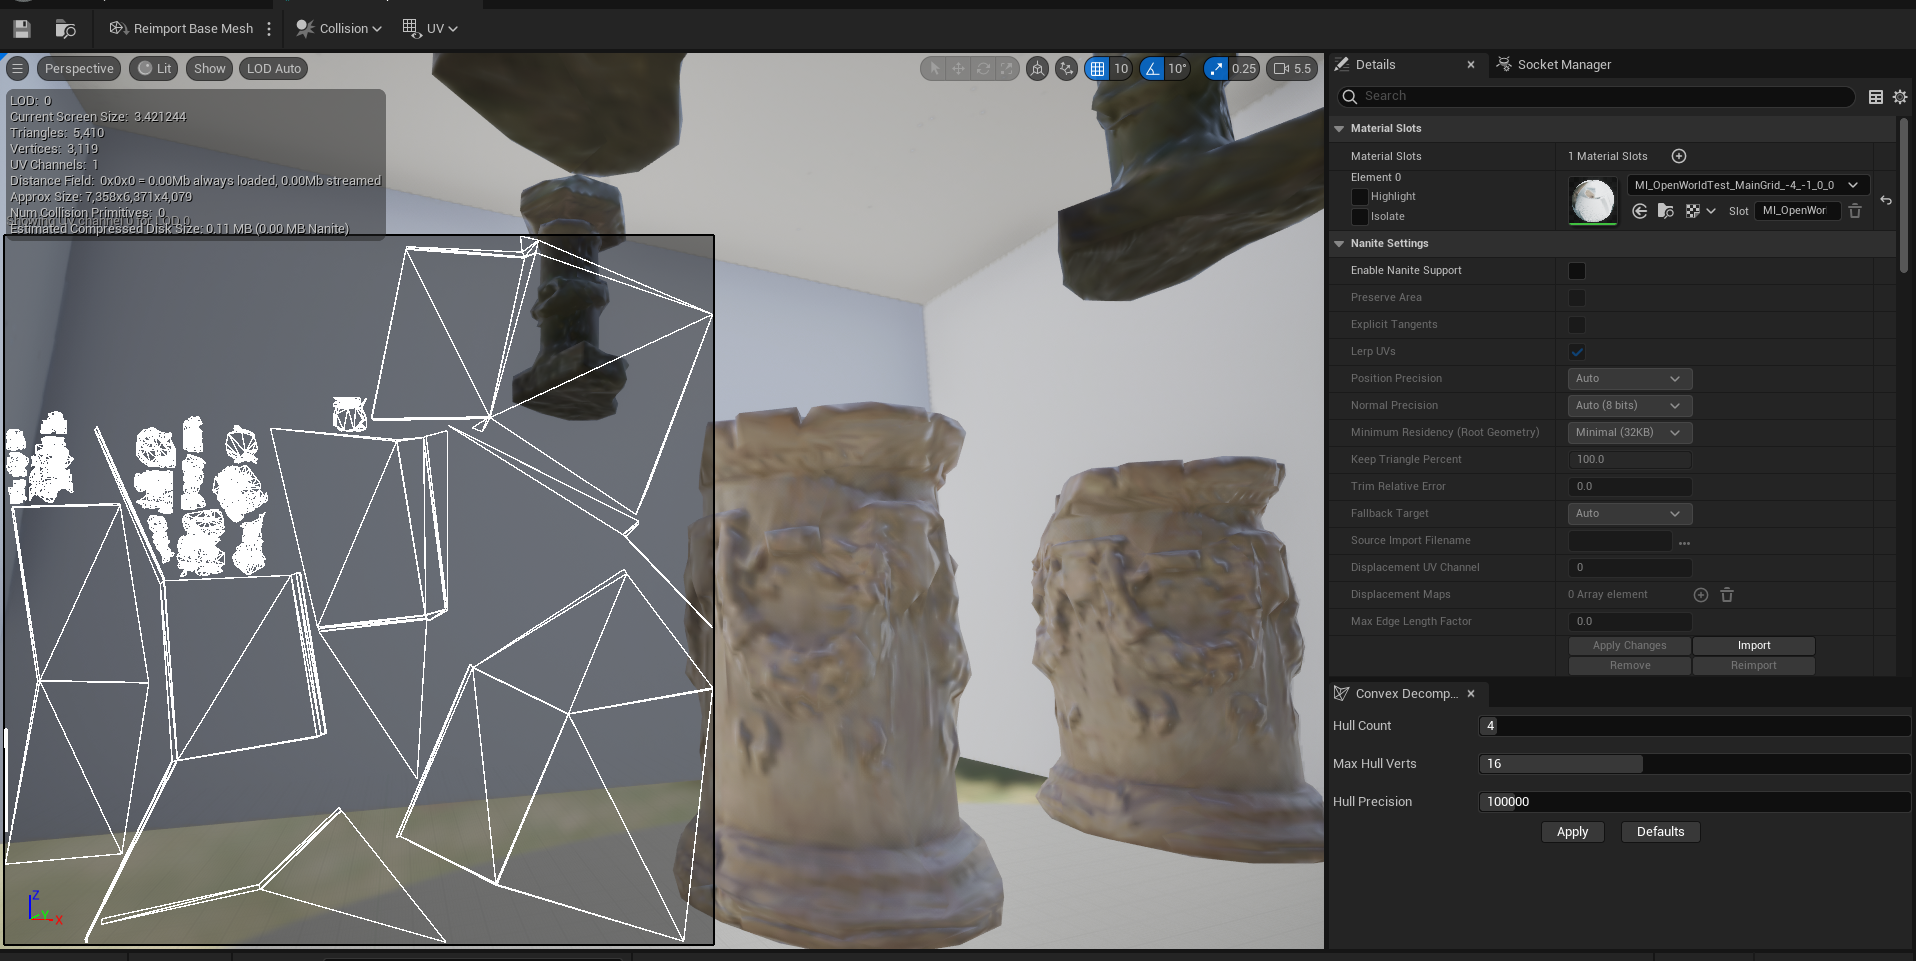 Reimport Base Mesh
Collision
UV
Perspective
Lit
Show
LOD Auto
10
10°
0.25
5.5
LOD: 0
Current Screen Size: 3.421244
Triangles: 5,410
Vertices: 3,119
UV Channels: 1
Distance Field: 0x0x0 = 0.00Mb always loaded, 0.00Mb streamed
Approx Size: 7,358x6,371x4,079
Num Collision Primitives: 0
Showing UV channel 0 for LOD 0
Estimated Compressed Disk Size: 0.11 MB (0.00 MB Nanite)
Z
Y
X
Details
Socket Manager
Search
Material Slots
Material Slots 1 Material Slots
Element 0
Highlight
Isolate
MI_OpenWorldTest_MainGrid_-4_-1_0_0
Slot MI_OpenWor
Nanite Settings
Enable Nanite Support
Preserve Area
Explicit Tangents
Lerp UVs
Position Precision Auto
Normal Precision Auto (8 bits)
Minimum Residency (Root Geometry) Minimal (32KB)
Keep Triangle Percent 100.0
Trim Relative Error 0.0
Fallback Target Auto
Source Import Filename ...
Displacement UV Channel 0
Displacement Maps 0 Array element
Max Edge Length Factor 0.0
Apply Changes Import
Remove Reimport
Convex Decomp...
Hull Count 4
Max Hull Verts 16
Hull Precision 100000
Apply Defaults